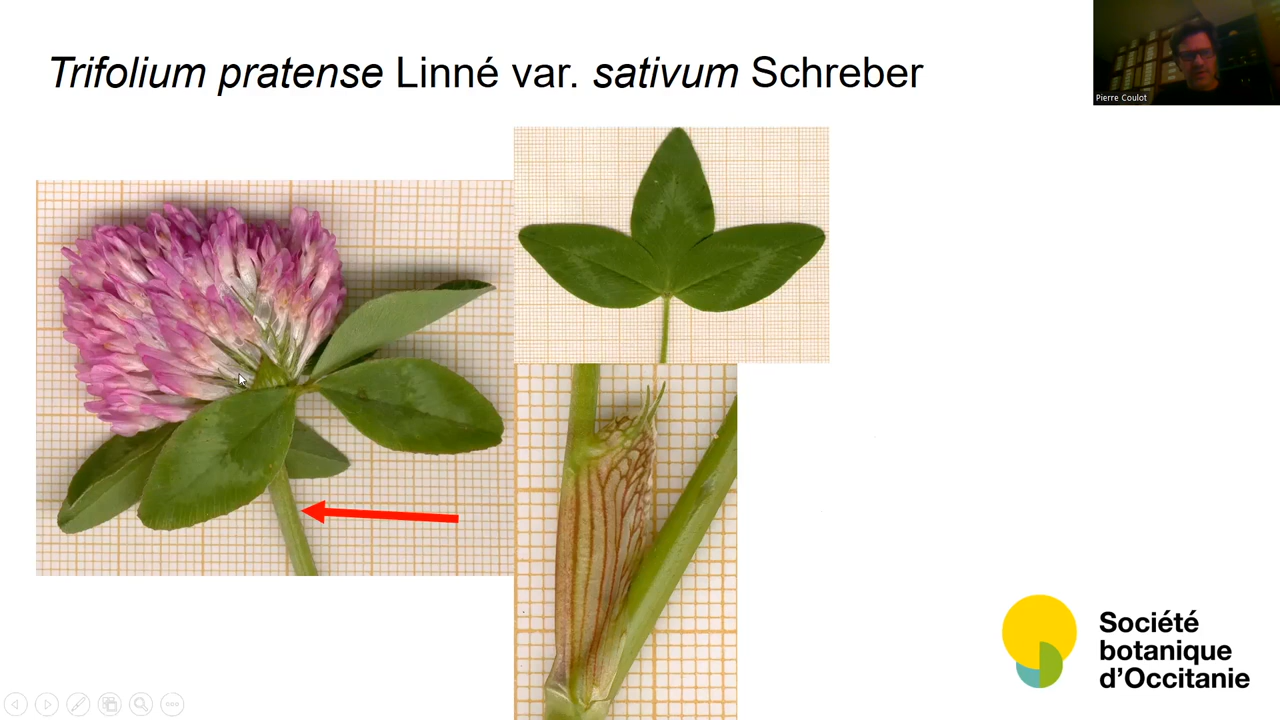 Trifolium pratense Linné var. sativum Schreber
Pierre Coulot
Société
botanique
d'Occitanie